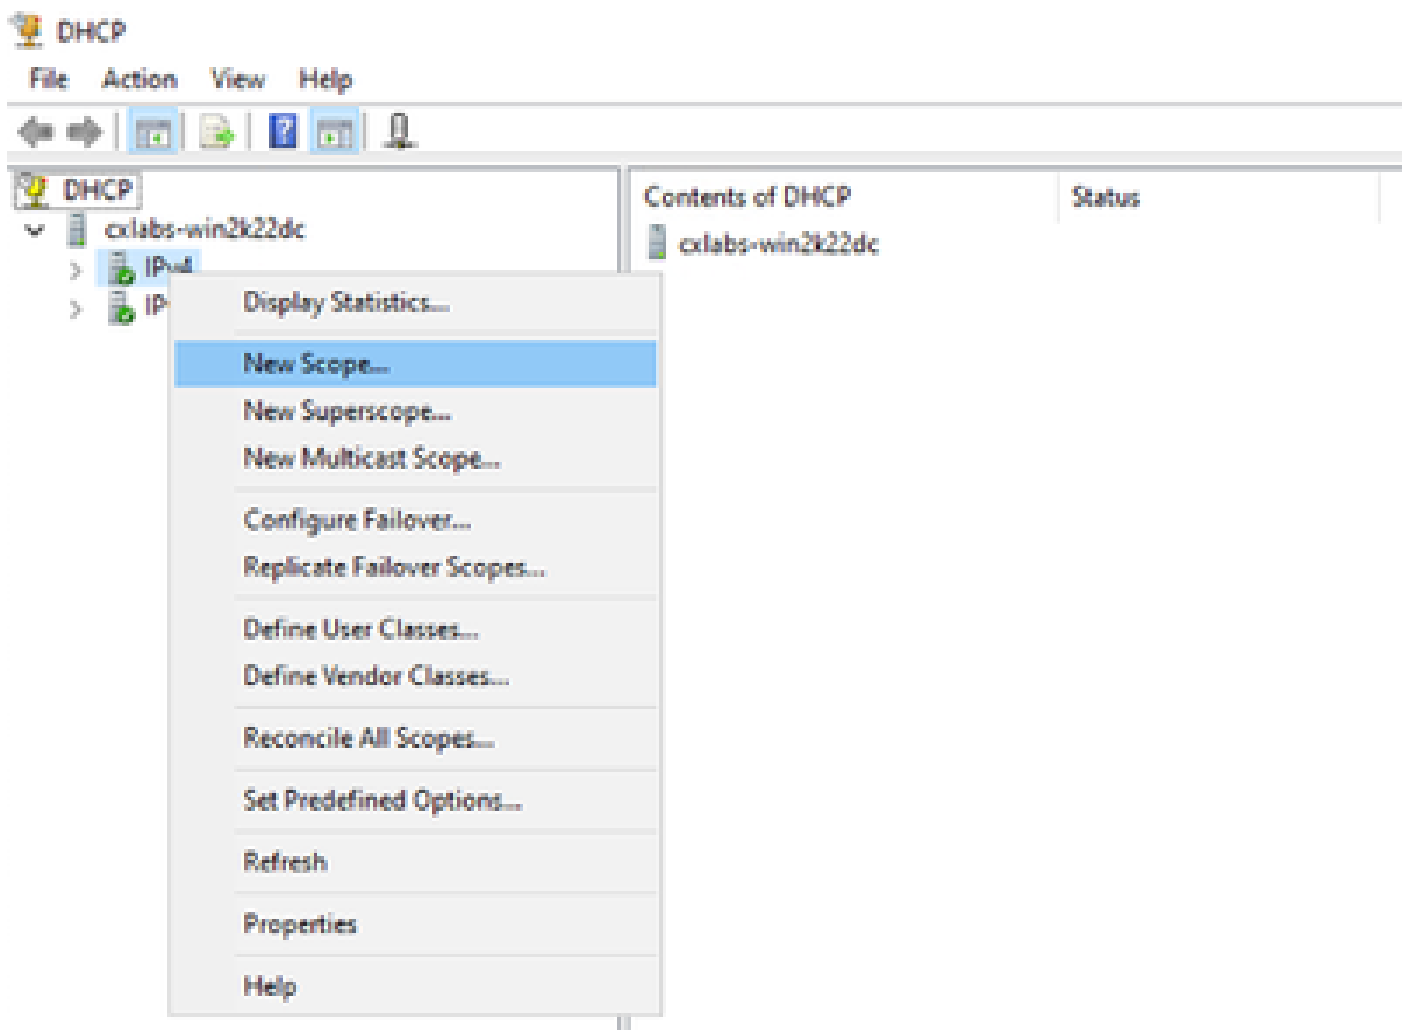 DHCP
File Action View Help
DHCP
cxlabs-win2k22dc
IPv4
IP
Contents of DHCP Status
cxlabs-win2k22dc
Display Statistics...
New Scope...
New Superscope...
New Multicast Scope...
Configure Failover...
Replicate Failover Scopes...
Define User Classes...
Define Vendor Classes...
Reconcile All Scopes...
Set Predefined Options...
Refresh
Properties
Help